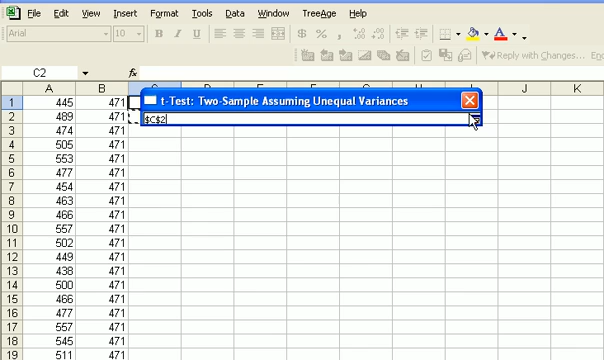 File Edit View Insert Format Tools Data Window TreeAge Help
Arial 10 B I U $ % ,
Reply with Changes...
C2 fx
A B J K
t-Test: Two-Sample Assuming Unequal Variances
$C$2
1 445 471
2 489 471
3 474 471
4 505 471
5 553 471
6 477 471
7 454 471
8 463 471
9 466 471
10 557 471
11 502 471
12 449 471
13 438 471
14 500 471
15 466 471
16 477 471
17 557 471
18 545 471
19 511 471